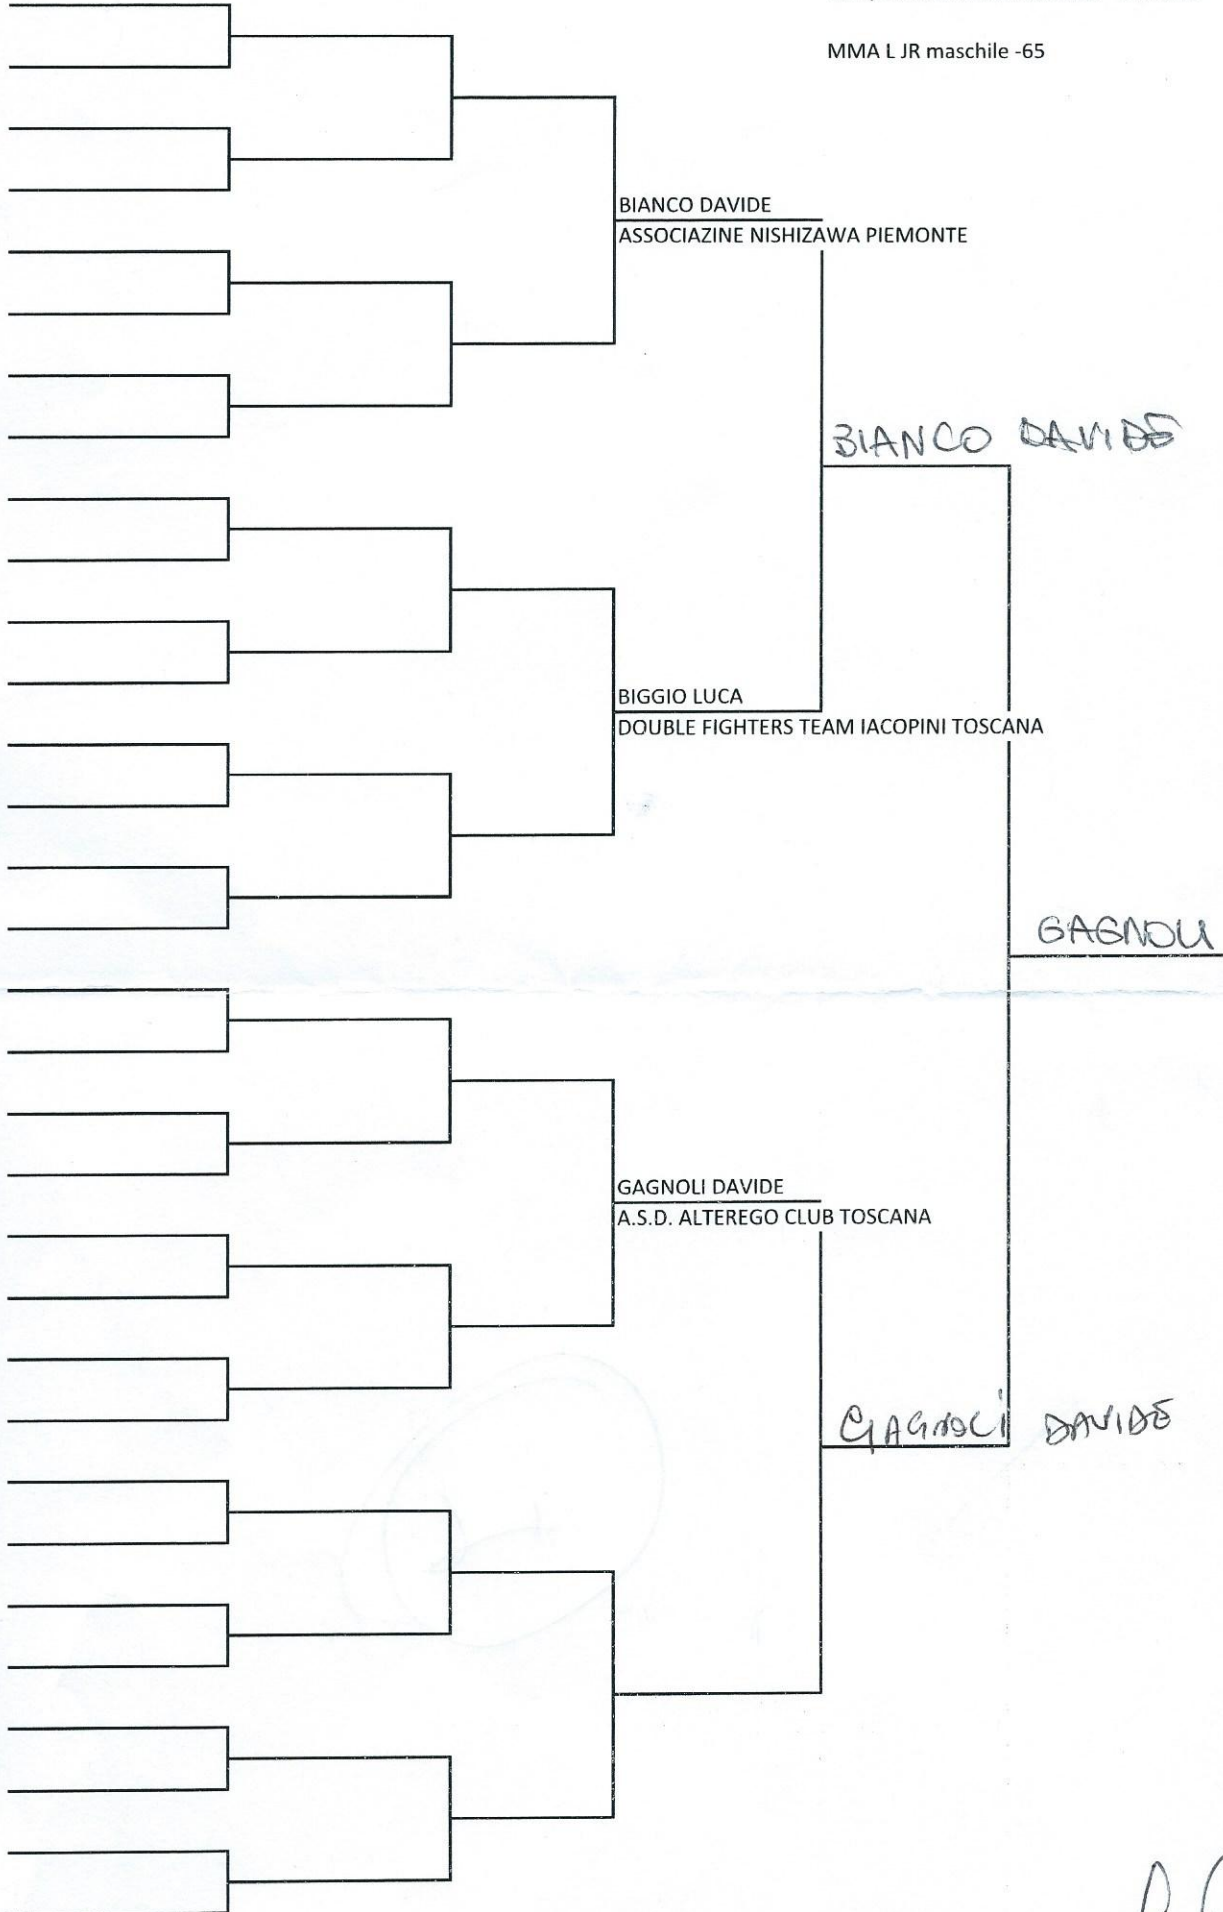 MMA L JR maschile -65
BIANCO DAVIDE
ASSOCIAZINE NISHIZAWA PIEMONTE
BIANCO DAVIDE
BIGGIO LUCA
DOUBLE FIGHTERS TEAM IACOPINI TOSCANA
GAGNOLI
GAGNOLI DAVIDE
A.S.D. ALTEREGO CLUB TOSCANA
GAGNOLI DAVIDE